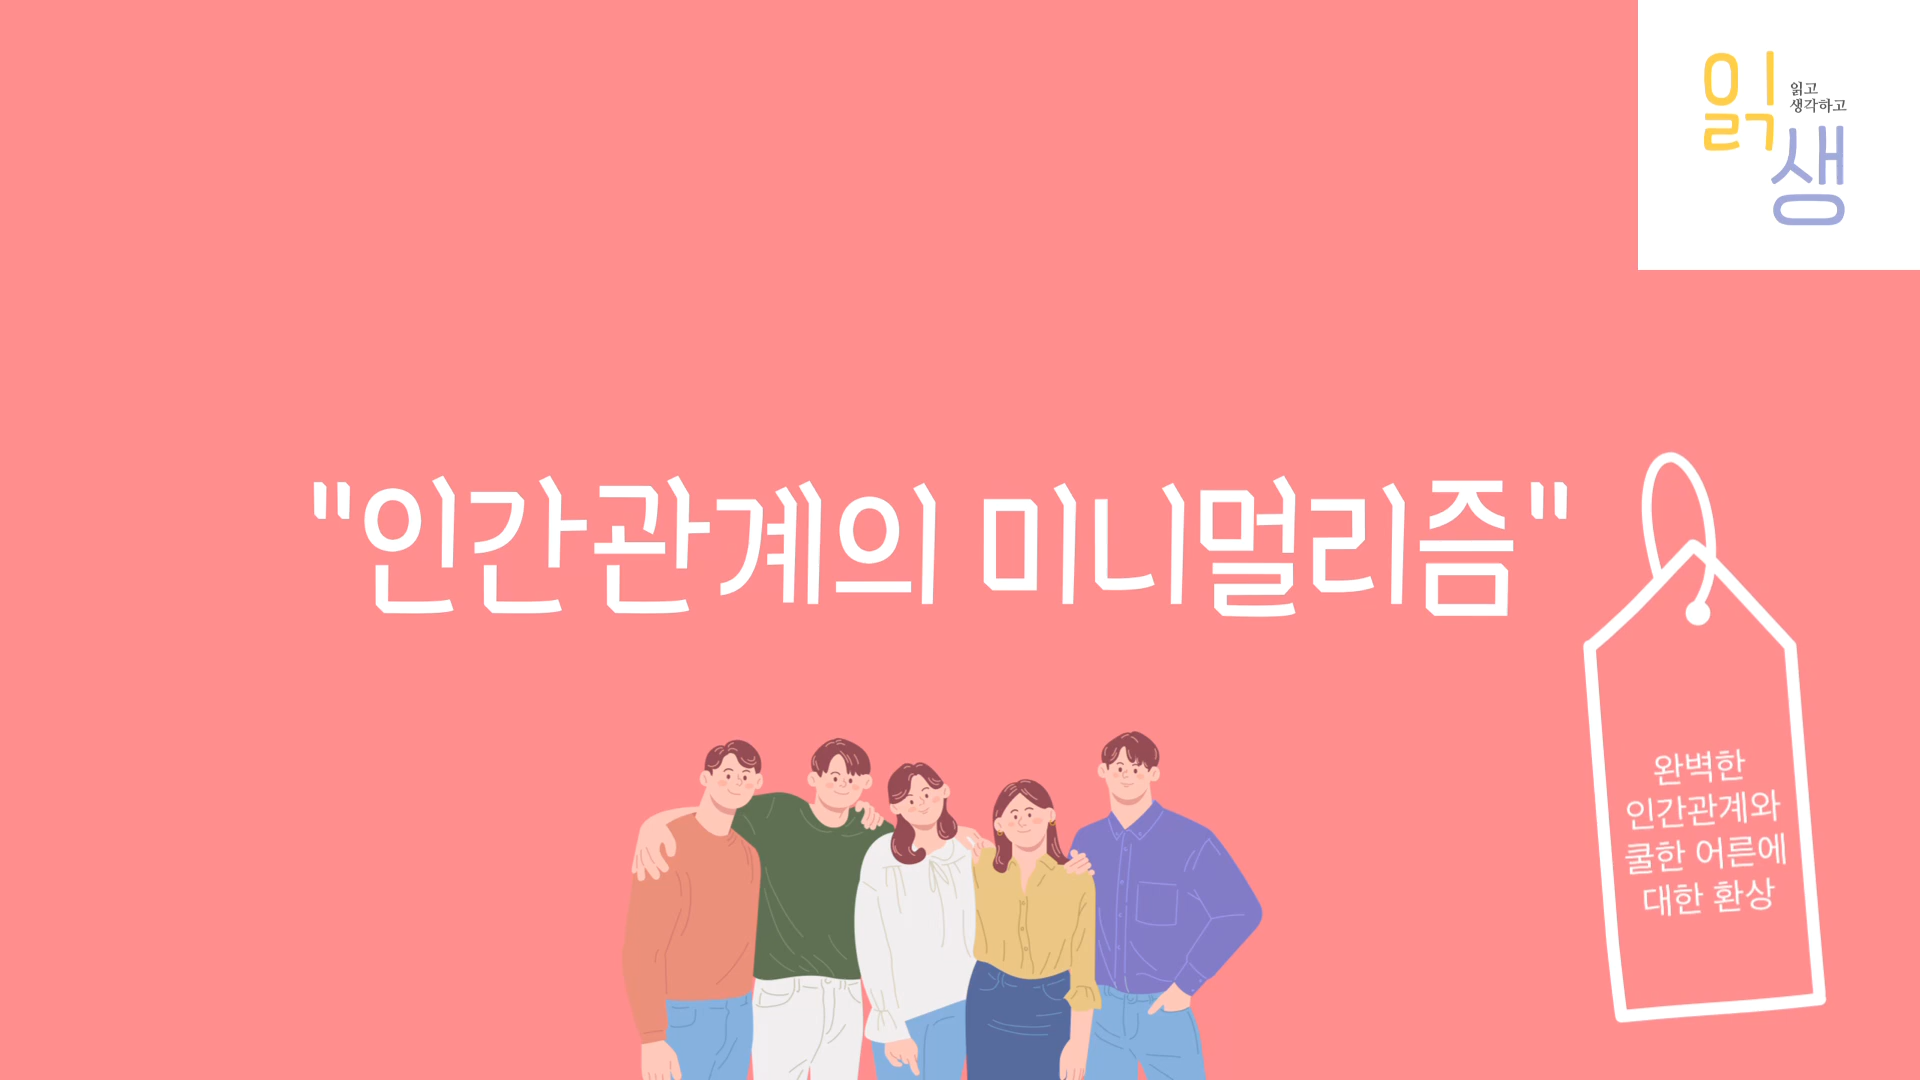 읽
읽고
생각하고
생
"인간관계의 미니멀리즘"
완벽한
인간관계와
쿨한 어른에
대한 환상